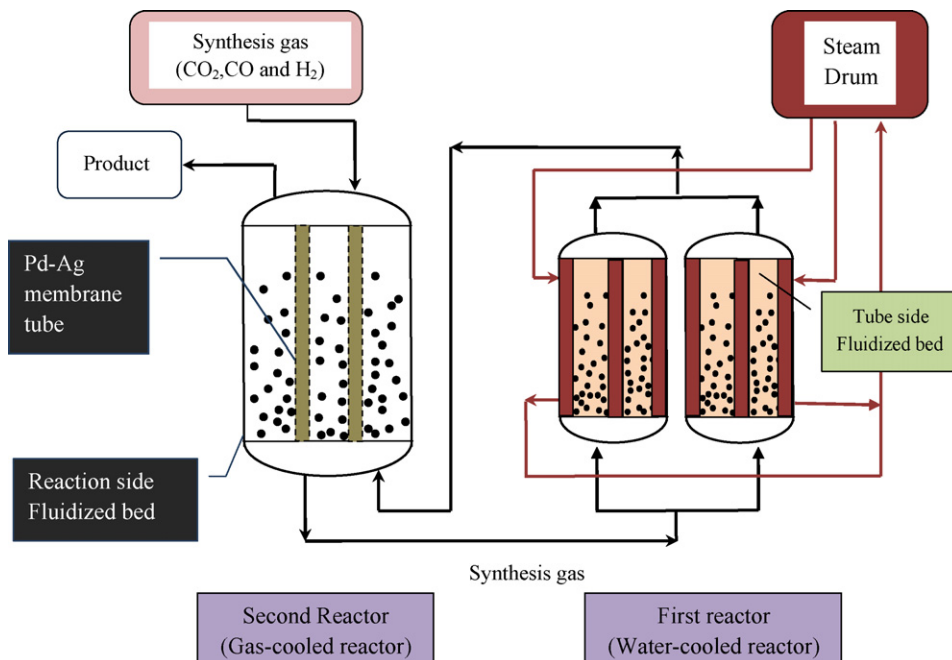 Synthesis gas
(CO₂,CO and H₂)
Steam
Drum
Product
Pd-Ag
membrane
tube
Tube side
Fluidized bed
Reaction side
Fluidized bed
Synthesis gas
Second Reactor
(Gas-cooled reactor)
First reactor
(Water-cooled reactor)